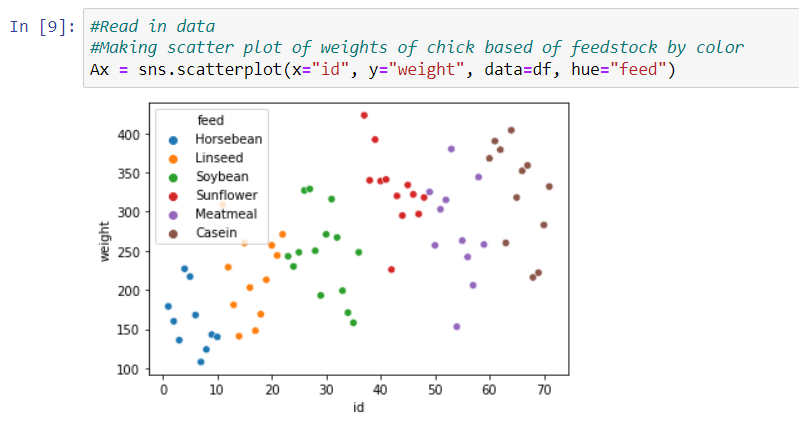 In [9]: #Read in data
#Making scatter plot of weights of chick based of feedstock by color
Ax = sns.scatterplot(x="id", y="weight", data=df, hue="feed")
feed
Horsebean
Linseed
Soybean
Sunflower
Meatmeal
Casein
400
350
300
250
200
150
100
weight
0 10 20 30 40 50 60 70
id